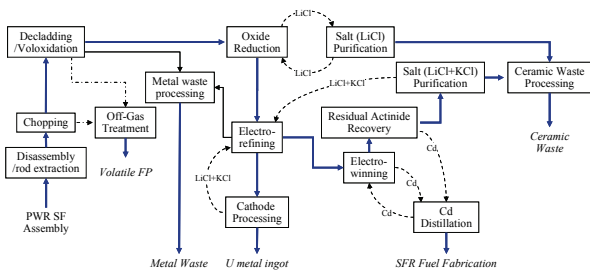 Decladding
/Voloxidation
Oxide
Reduction
LiCl
LiCl
Salt (LiCl)
Purification
Metal waste
processing
LiCl+KCl
Salt (LiCl+KCl)
Purification
Ceramic Waste
Processing
Chopping
Off-Gas
Treatment
Electro-
refining
Residual Actinide
Recovery
Ceramic
Waste
Disassembly
/rod extraction
Volatile FP
LiCl+KCl
Electro-
winning
Cd
Cd
Cd
PWR SF
Assembly
Cathode
Processing
Cd
Distillation
Metal Waste
U metal ingot
SFR Fuel Fabrication